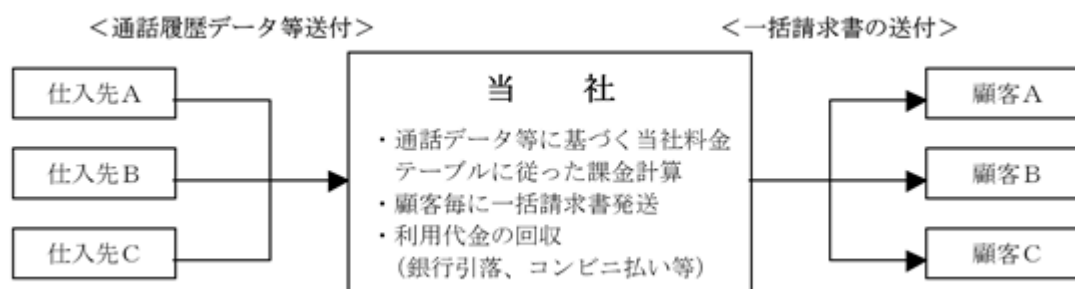 ＜通話履歴データ等送付＞
＜一括請求書の送付＞
仕入先A
仕入先B
仕入先C
当　　社
・通話データ等に基づく当社料金
テーブルに従った課金計算
・顧客毎に一括請求書発送
・利用代金の回収
（銀行引落、コンビニ払い等）
顧客A
顧客B
顧客C